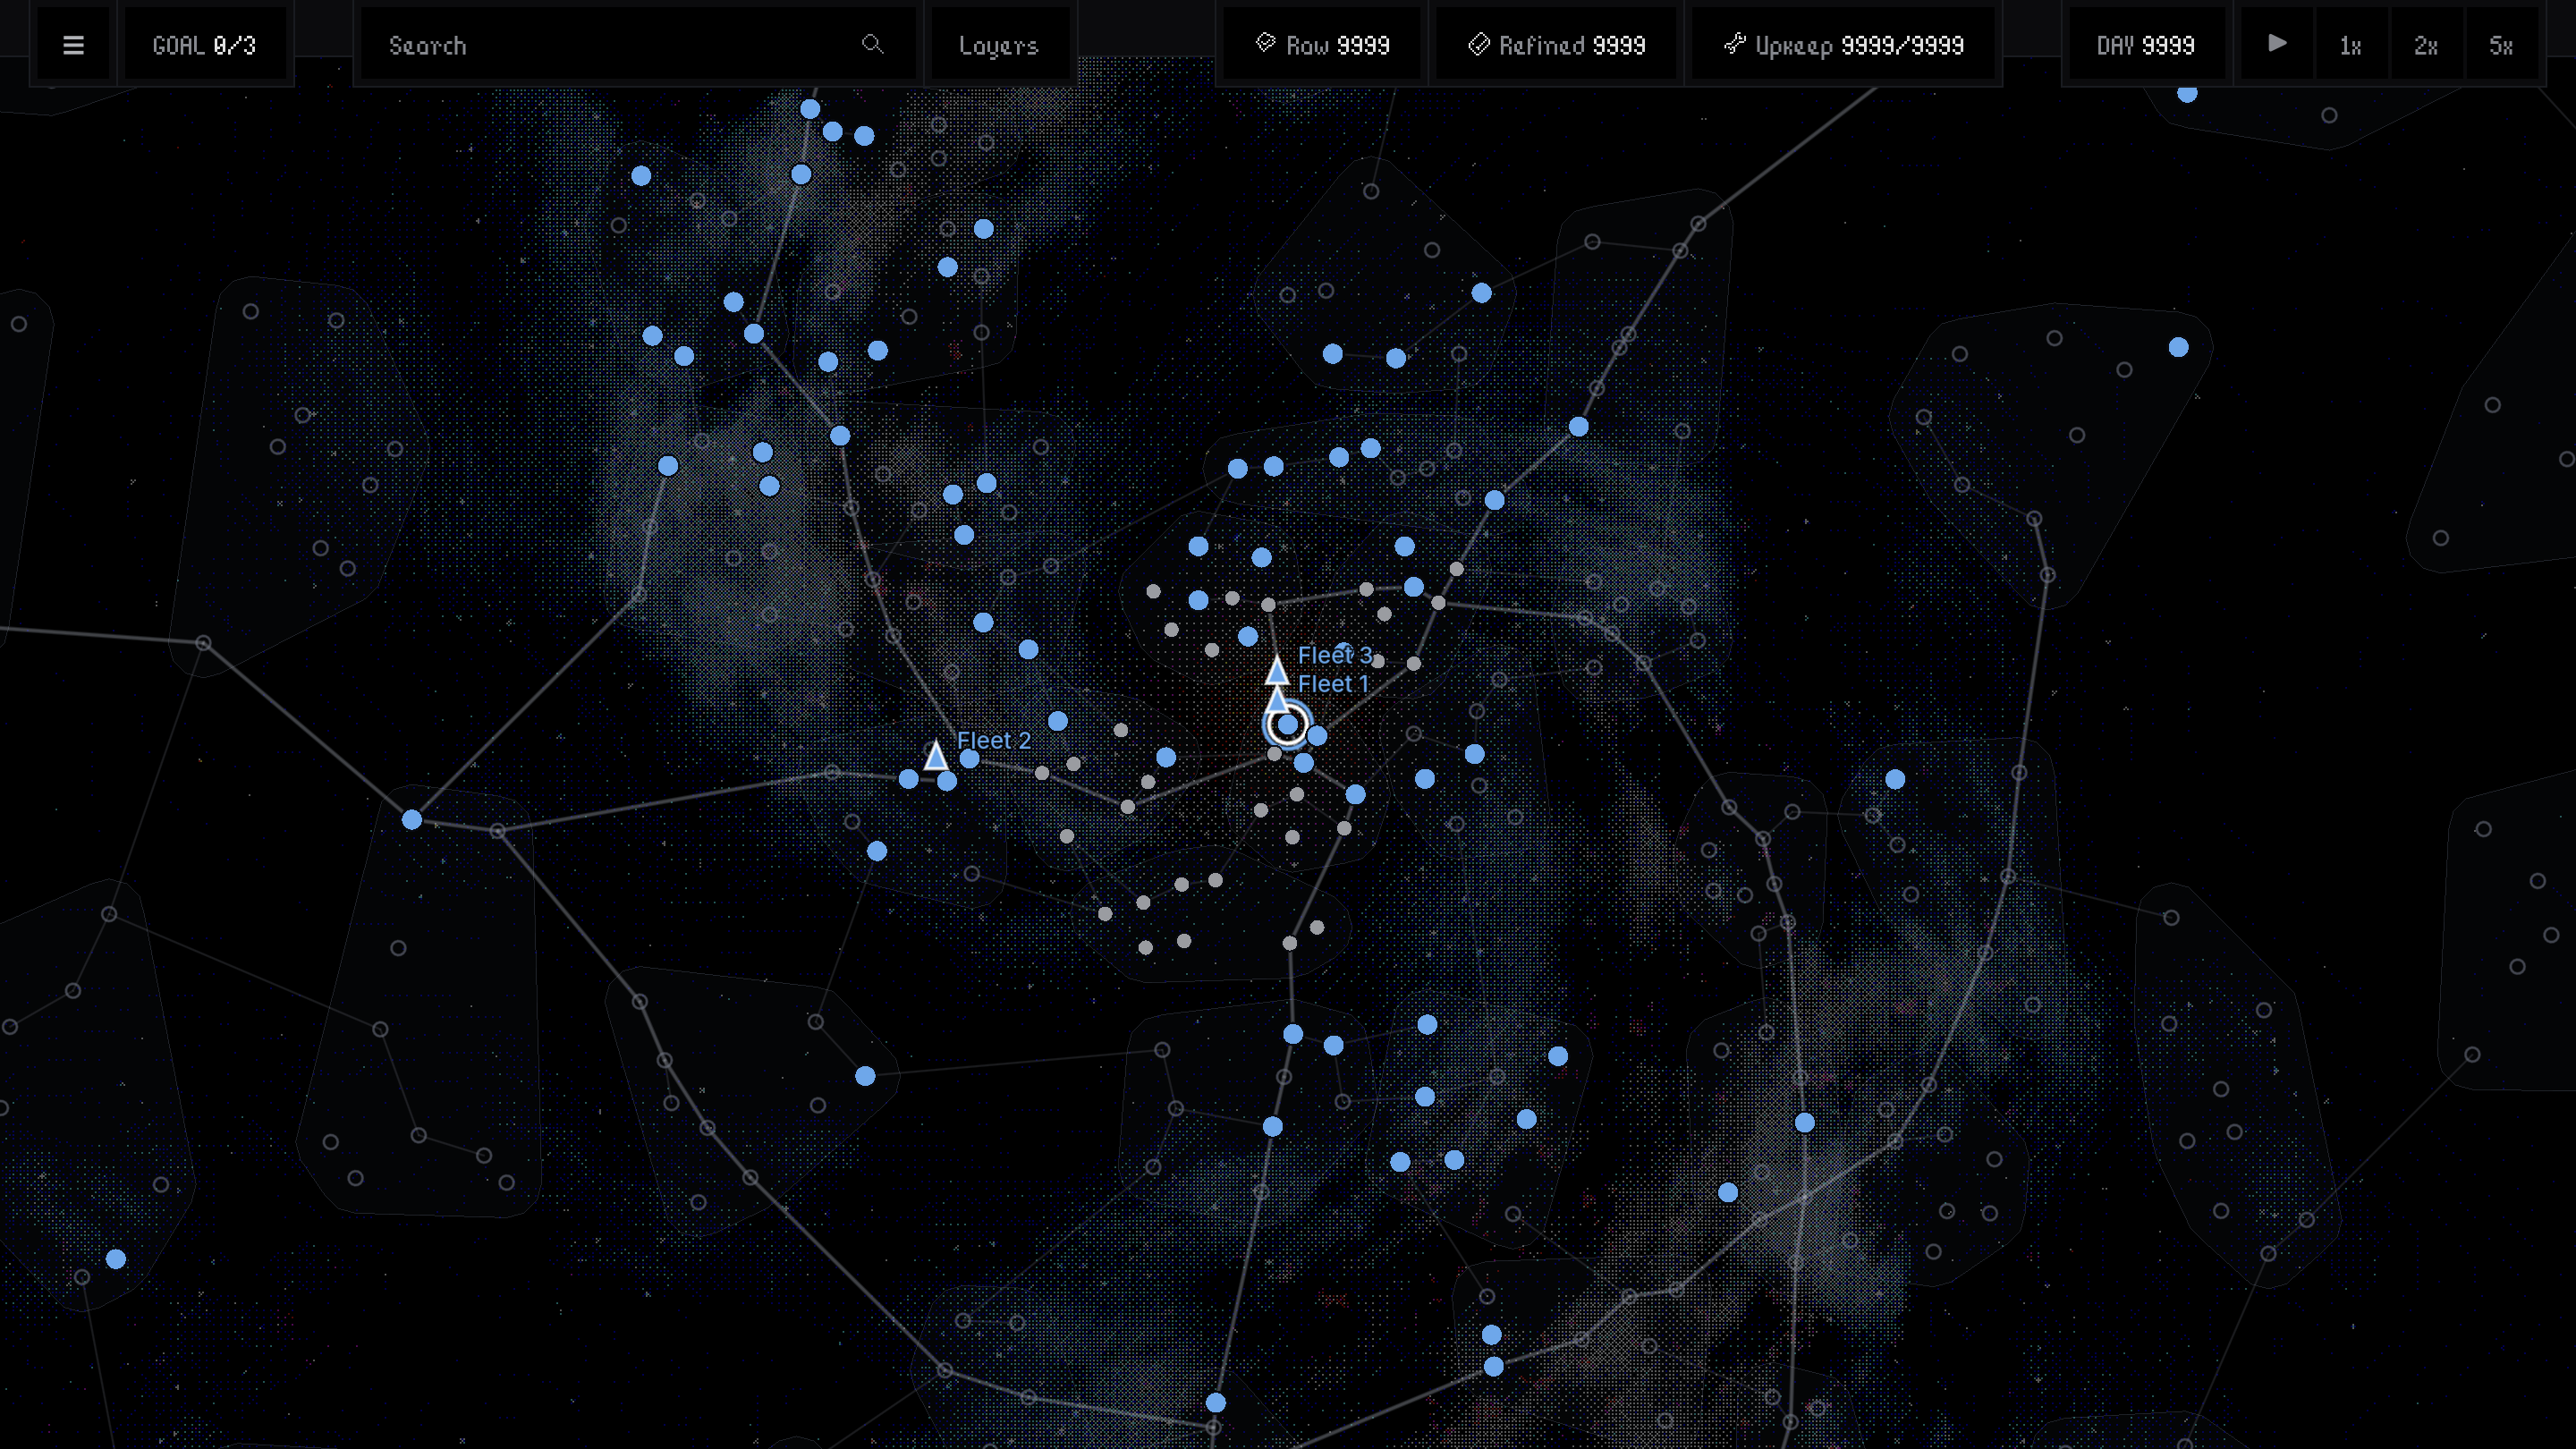 GOAL 0/3
Search
Layers
Raw 9999
Refined 9999
Upkeep 9999/9999
DAY 9999
1x
2x
5x
Fleet 3
Fleet 1
Fleet 2